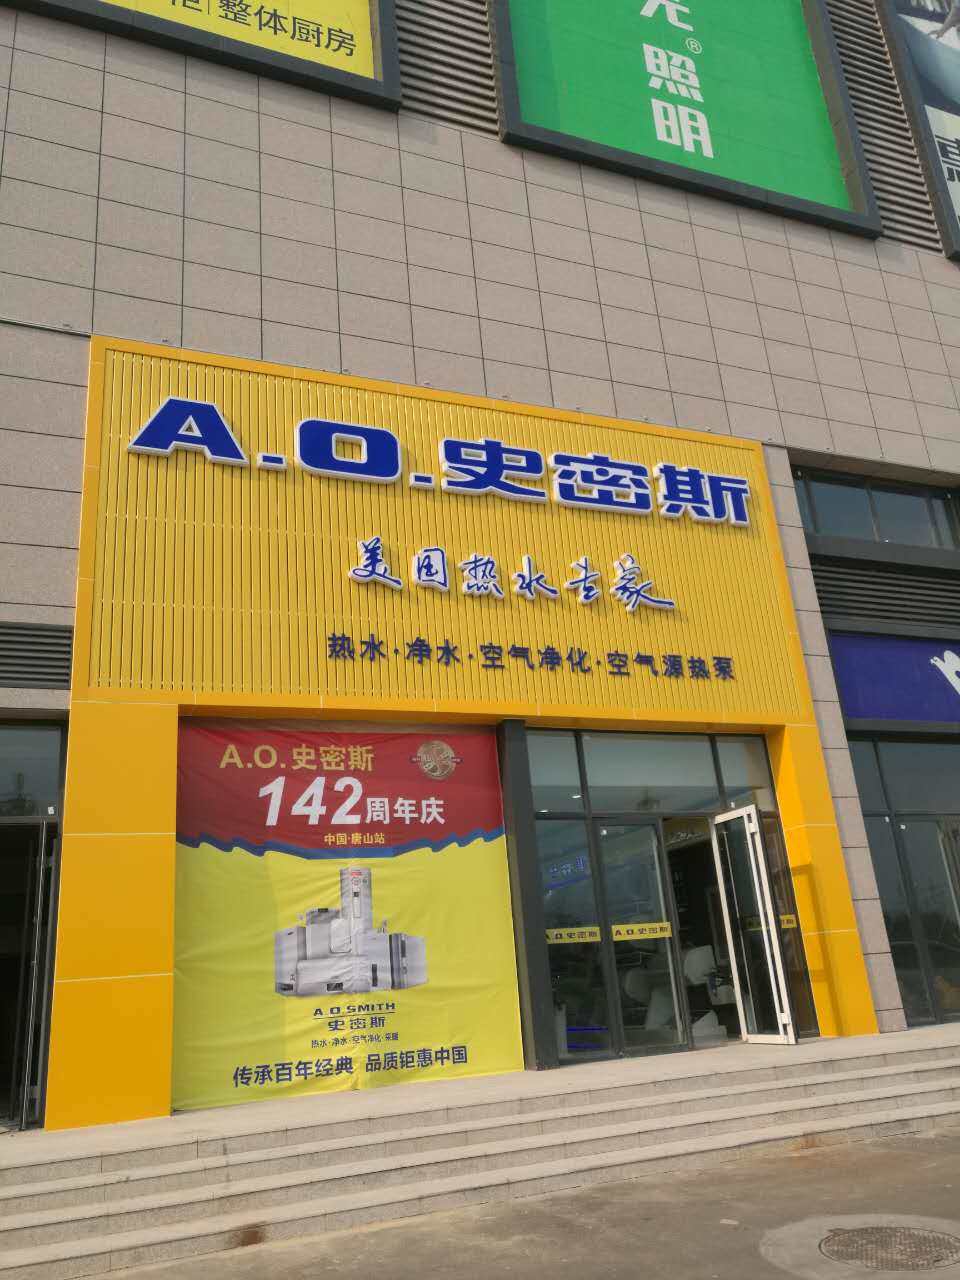 整体厨房
照明
A.O.史密斯
美国热水专家
热水·净水·空气净化·空气源热泵
A.O.史密斯
142周年庆
中国·唐山站
A.O.SMITH
史密斯
热水·净水·空气净化·采暖
传承百年经典 品质钜惠中国
A.O.史密斯
A.O.史密斯